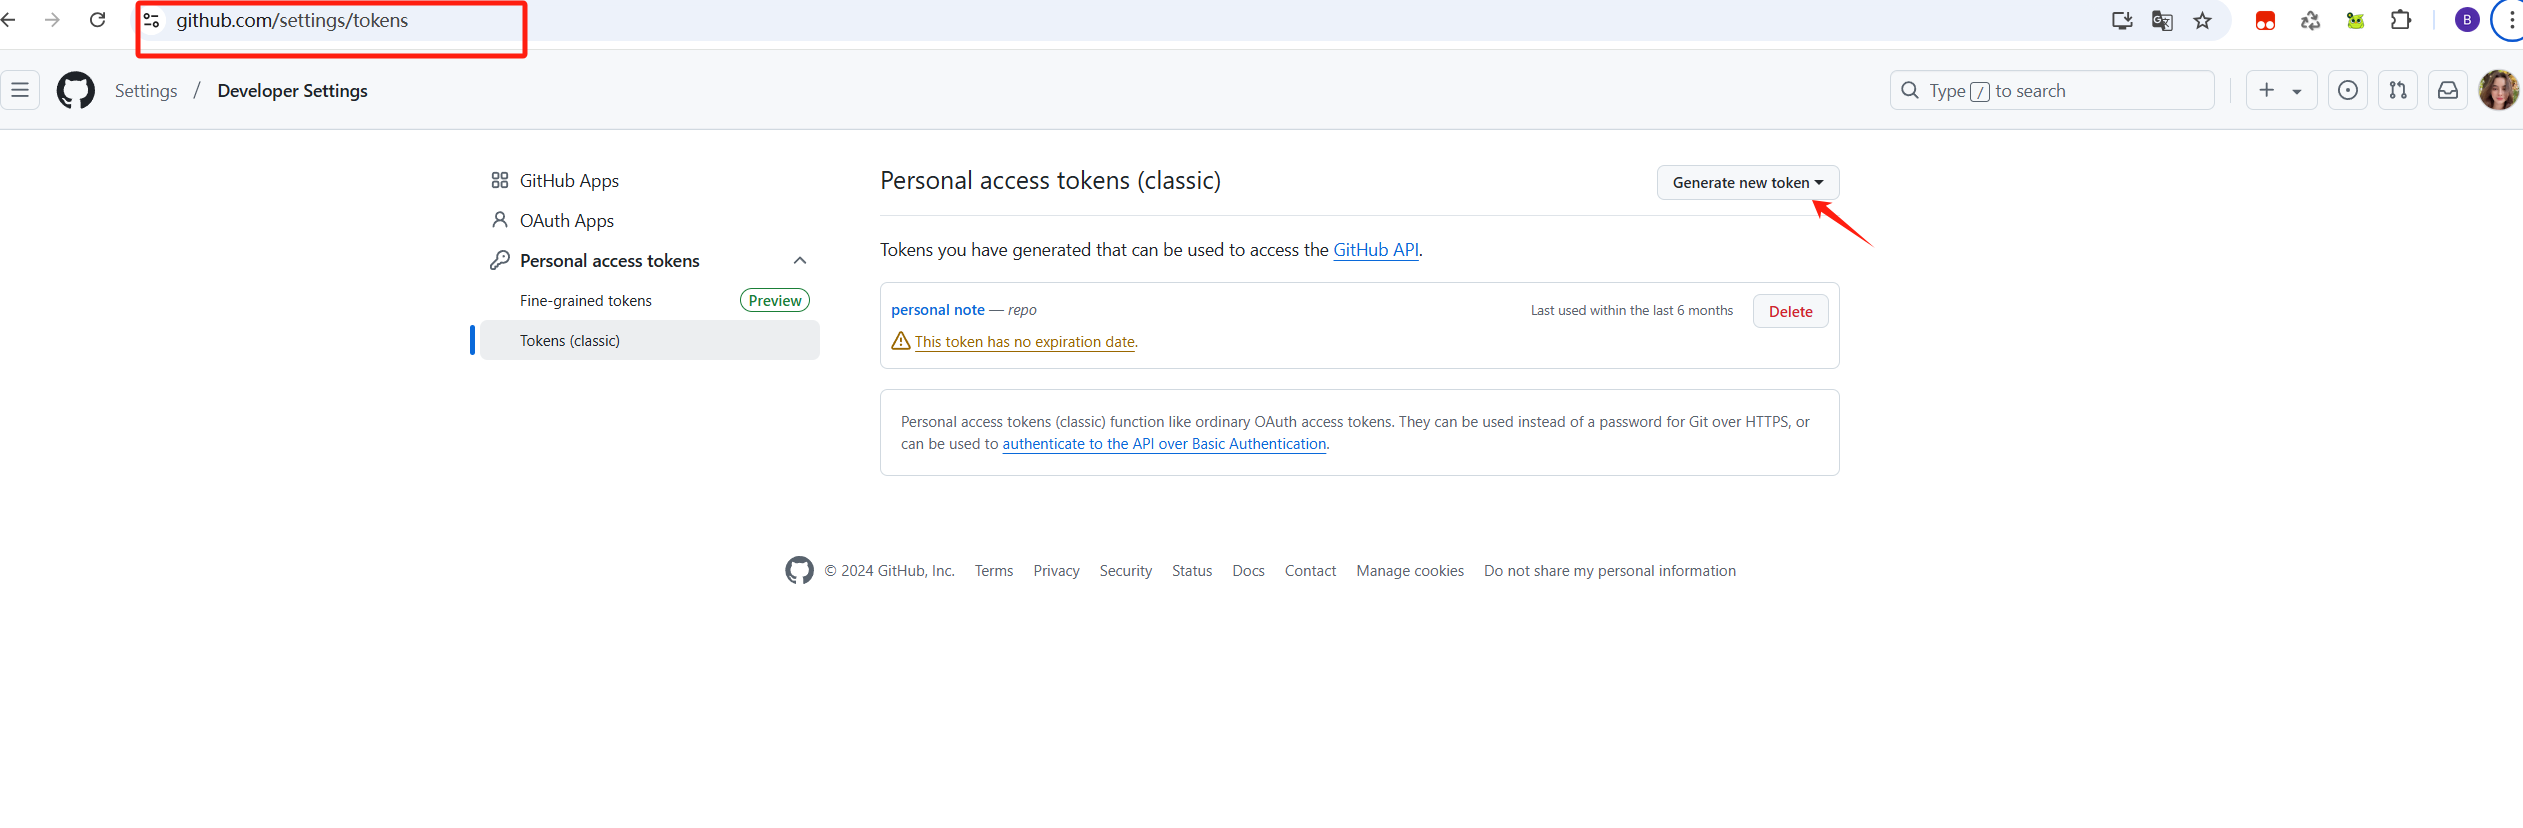 github.com/settings/tokens
B
Settings / Developer Settings
Type / to search
GitHub Apps
OAuth Apps
Personal access tokens
Fine-grained tokens Preview
Tokens (classic)
Personal access tokens (classic)
Generate new token
Tokens you have generated that can be used to access the GitHub API.
personal note — repo
Last used within the last 6 months
Delete
This token has no expiration date.
Personal access tokens (classic) function like ordinary OAuth access tokens. They can be used instead of a password for Git over HTTPS, or
can be used to authenticate to the API over Basic Authentication.
© 2024 GitHub, Inc. Terms Privacy Security Status Docs Contact Manage cookies Do not share my personal information